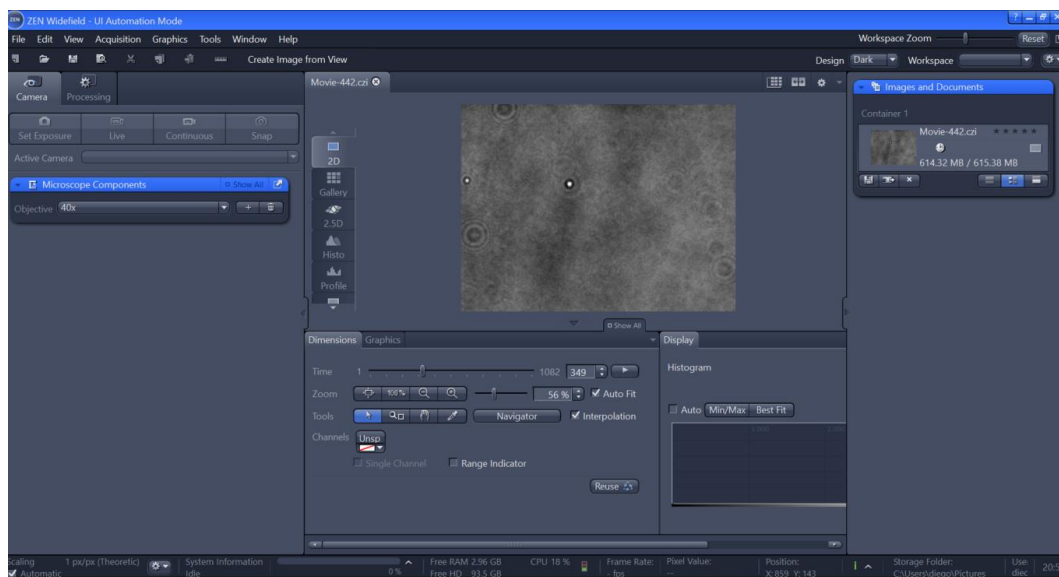 ZEN ZEN Widefield - UI Automation Mode
File Edit View Acquisition Graphics Tools Window Help
Workspace Zoom Reset
Create Image from View
Design Dark Workspace
Camera Processing
Set Exposure Live Continuous Snap
Active Camera
Microscope Components Show All
Objective 40x
Movie-442.czi
2D
Gallery
2.5D
Histo
Profile
Show All
Dimensions Graphics
Time 1 1082 349
Zoom 100% 56 % Auto Fit
Tools Navigator Interpolation
Channels Unsp
Single Channel Range Indicator
Reuse
Display
Histogram
Auto Min/Max Best Fit
Images and Documents
Container 1
Movie-442.czi
614.32 MB / 615.38 MB
Scaling 1 px/px (Theoretic) System Information Free RAM 2.96 GB CPU 18 % Frame Rate: Pixel Value: Position: Storage Folder:
Automatic Idle 0 % Free HD 93.5 GB - fps -- X: 859 Y: 143 C:\Users\diego\Pictures